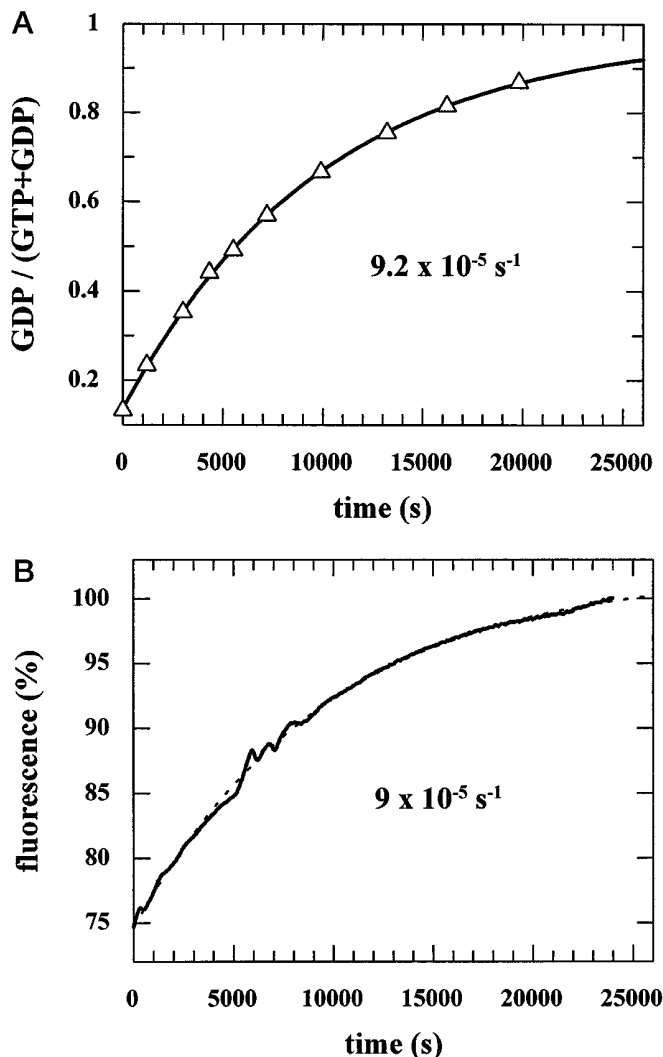 A
1
0.8
0.6
0.4
0.2
GDP / (GTP+GDP)
9.2 x 10⁻⁵ s⁻¹
0 5000 10000 15000 20000 25000
time (s)
B
100
95
90
85
80
75
fluorescence (%)
9 x 10⁻⁵ s⁻¹
0 5000 10000 15000 20000 25000
time (s)